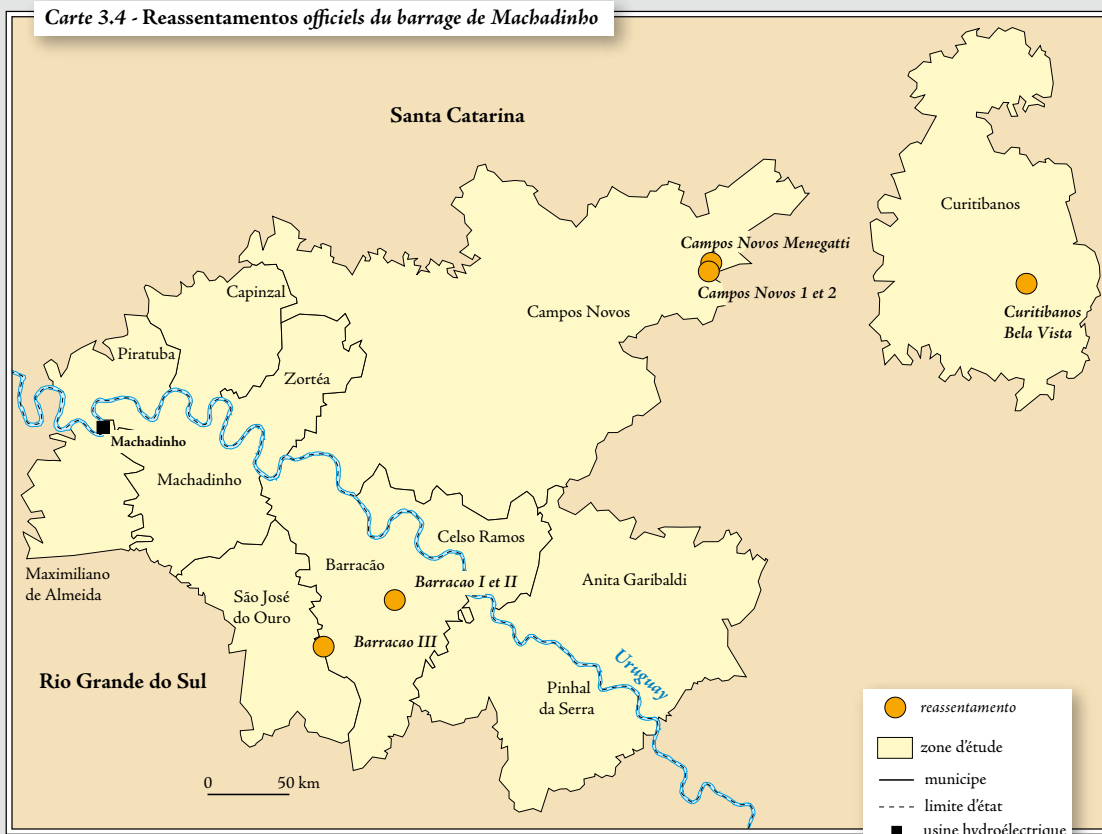 Carte 3.4 - Reassentamentos officiels du barrage de Machadinho
Santa Catarina
Curitibanos
Campos Novos Menegatti
Campos Novos 1 et 2
Capinzal
Campos Novos
Curitibanos
Bela Vista
Piratuba
Zortéa
Machadinho
Machadinho
Celso Ramos
Barracão
Barracao I et II
Anita Garibaldi
Maximiliano
de Almeida
São José
do Ouro
Barracao III
Uruguay
Rio Grande do Sul
Pinhal
da Serra
0 50 km
reassentamento
zone d'étude
municipe
limite d'état
usine hydroélectrique